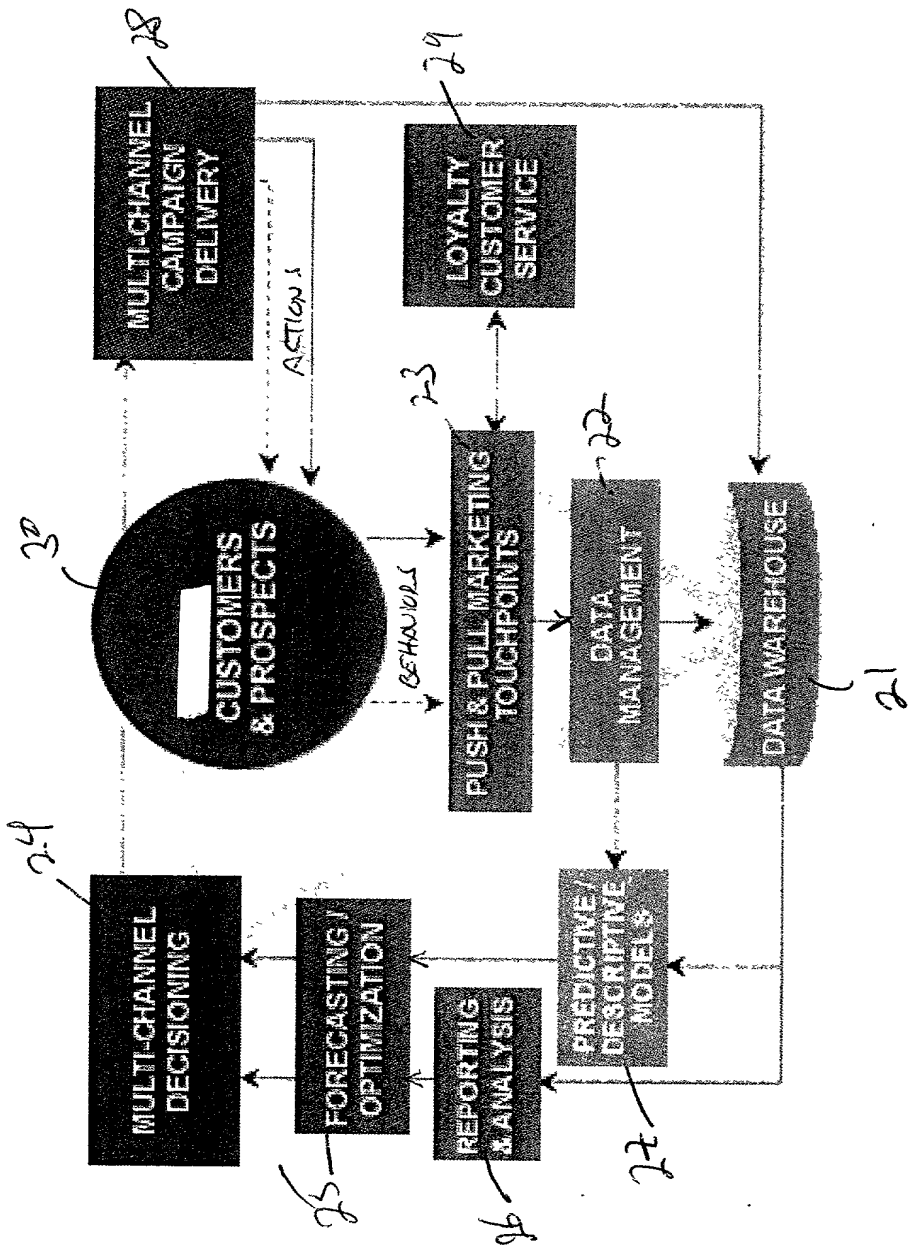 24
30
28
MULTI-CHANNEL
DECISIONING
CUSTOMERS
& PROSPECTS
MULTI-CHANNEL
CAMPAIGN
DELIVERY
ACTIONS
25
FORECASTING/
OPTIMIZATION
BEHAVIORS
23
29
26
REPORTING
& ANALYSIS
PUSH & PULL MARKETING
TOUCHPOINTS
LOYALTY
CUSTOMER
SERVICE
27
PREDICTIVE/
DESCRIPTIVE
MODELS
22
DATA
MANAGEMENT
DATA WAREHOUSE
21